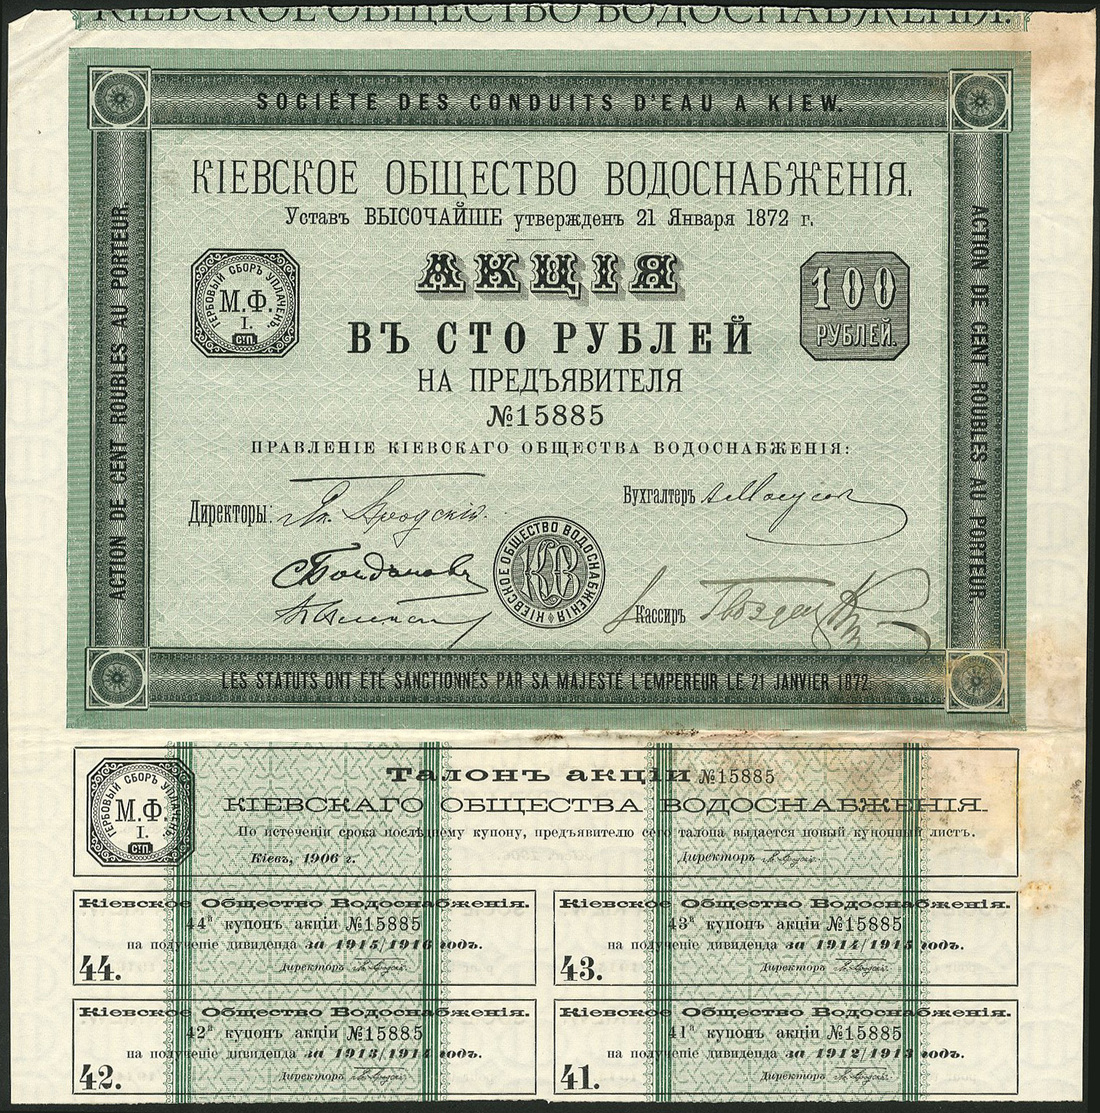 КІЕВСКОЕ ОБЩЕСТВО ВОДОСНАБЖЕНІЯ.
SOCIÉTE DES CONDUITS D'EAU A KIEW.
ACTION DE CENT ROUBLES AU PORTEUR.
ACTION DE CENT ROUBLES AU PORTEUR
КІЕВСКОЕ ОБЩЕСТВО ВОДОСНАБЖЕНІЯ.
Уставъ ВЫСОЧАЙШЕ утвержденъ 21 Января 1872 г.
ГЕРБОВЫЙ СБОРЪ УПЛАЧЕНЪ.
М.Ф.
I.
СТП.
АКЦІЯ
100
РУБЛЕЙ.
ВЪ СТО РУБЛЕЙ
НА ПРЕДЪЯВИТЕЛЯ
№15885
ПРАВЛЕНІЕ КІЕВСКАГО ОБЩЕСТВА ВОДОСНАБЖЕНІЯ:
Директоры:
Бухгалтеръ
КІЕВСКОЕ ОБЩЕСТВО ВОДОСНАБЖЕНІЯ
КВ
Кассиръ
LES STATUTS ONT ÉTÉ SANCTIONNÉS PAR SA MAJESTÉ L'EMPEREUR LE 21 JANVIER 1872.
ГЕРБОВЫЙ СБОРЪ УПЛАЧЕНЪ.
М.Ф.
I.
СТП.
Талонъ акціи №15885
КІЕВСКАГО ОБЩЕСТВА ВОДОСНАБЖЕНІЯ.
По истеченіи срока послѣднему купону, предъявителю сего талона выдается новый купонный листъ.
Кіевъ, 1906 г.
Директоръ
Кіевское Общество Водоснабженія.
44й купонъ акціи №15885
на полученіе дивиденда за 1915/1916 годъ.
44.
Директоръ
Кіевское Общество Водоснабженія.
43й купонъ акціи №15885
на полученіе дивиденда за 1914/1915 годъ.
43.
Директоръ
Кіевское Общество Водоснабженія.
42й купонъ акціи №15885
на полученіе дивиденда за 1913/1914 годъ.
42.
Директоръ
Кіевское Общество Водоснабженія.
41й купонъ акціи №15885
на полученіе дивиденда за 1912/1913 годъ.
41.
Директоръ